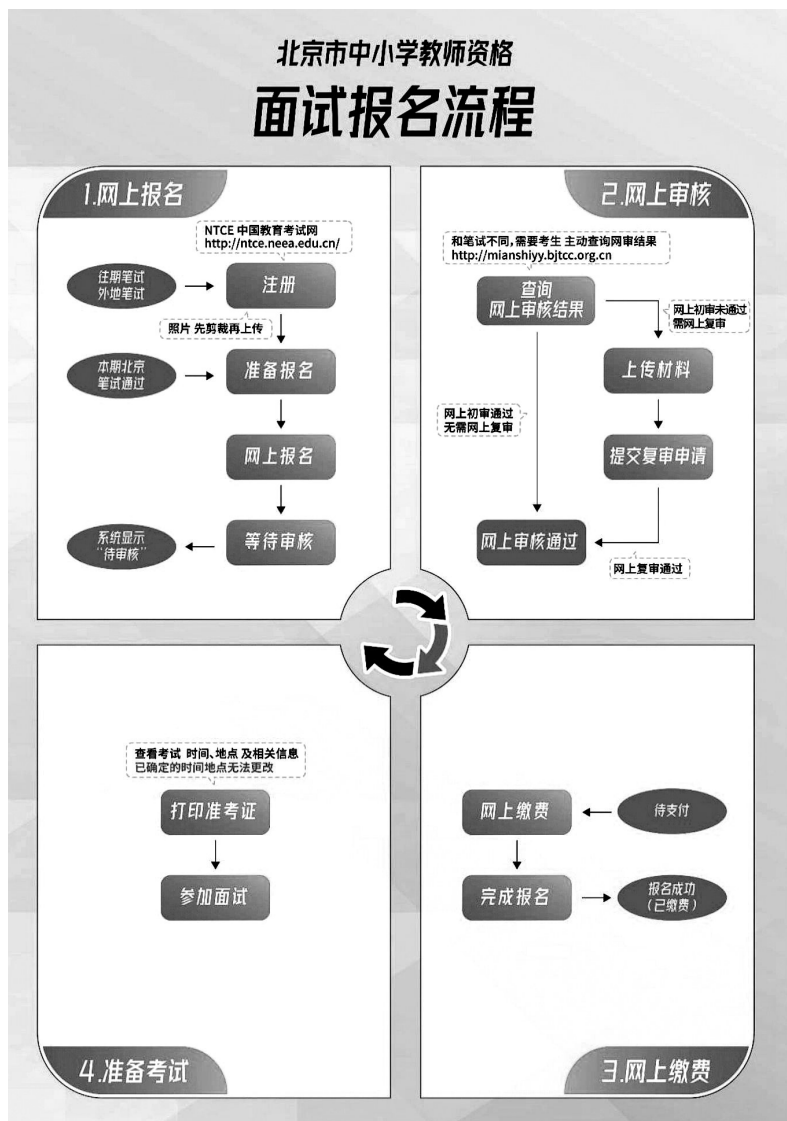 北京市中小学教师资格
面试报名流程
1.网上报名
NTCE 中国教育考试网
http://ntce.neea.edu.cn/
往期笔试
外地笔试
注册
照片 先剪裁再上传
本期北京
笔试通过
准备报名
网上报名
系统显示
“待审核”
等待审核
2.网上审核
和笔试不同,需要考生 主动查询网审结果
http://mianshiyy.bjtcc.org.cn
查询
网上审核结果
网上初审未通过
需网上复审
上传材料
网上初审通过
无需网上复审
提交复审申请
网上审核通过
网上复审通过
查看考试 时间、地点 及相关信息
已确定的时间地点无法更改
打印准考证
参加面试
4.准备考试
网上缴费
待支付
完成报名
报名成功
(已缴费)
3.网上缴费